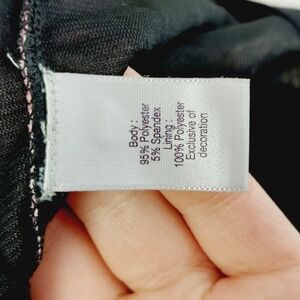 Body :
95% Polyester
5% Spandex
Lining :
100% Polyester
Exclusive of
decoration